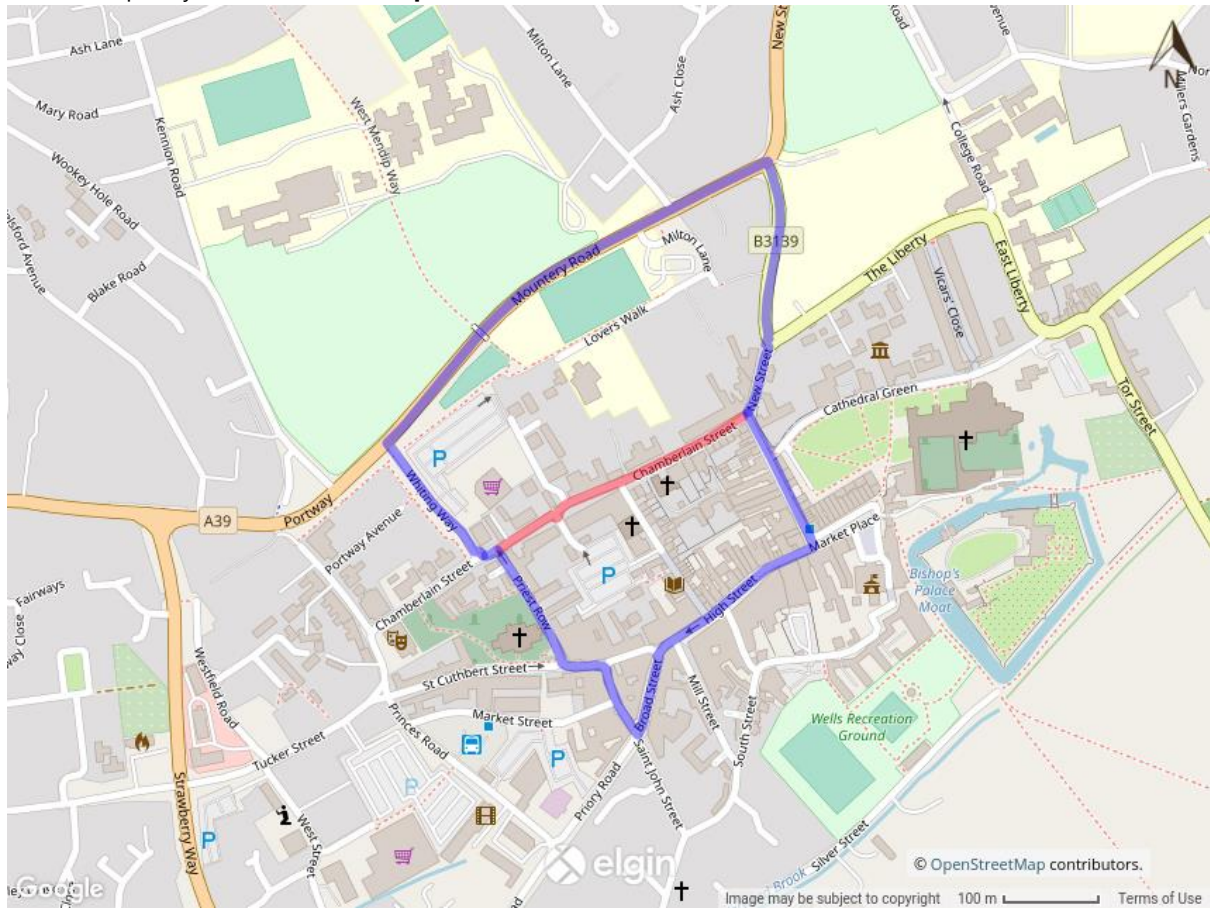 Ash Lane
Mary Road
Wookey Hole Road
Kennion Road
Blake Road
West Mendip Way
Milton Lane
Ash Close
New St
Road
College Road
Millers Gardens
N
Mountery Road
Milton Lane
B3139
The Liberty
East Liberty
Vicars' Close
Lovers Walk
New Street
Cathedral Green
Tor Street
Chamberlain Street
P
Whiting Way
A39
Portway
Portway Avenue
Market Place
Bishop's
Palace
Moat
Chamberlain Street
Priest Row
P
High Street
Fairways
way Close
St Cuthbert Street
Broad Street
Mill Street
South Street
Wells Recreation
Ground
Westfield Road
Market Street
Princes Road
Tucker Street
P
P
Saint John Street
Priory Road
Strawberry Way
P
West Street
Silver Street
Brook
elgin
© OpenStreetMap contributors.
Google
Image may be subject to copyright
100 m
Terms of Use